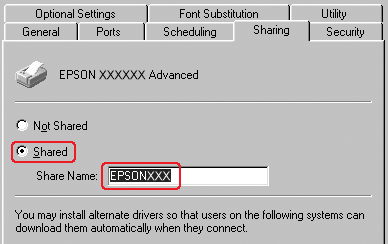 Optional Settings Font Substitution Utility
General Ports Scheduling Sharing Security
EPSON XXXXXX Advanced
Not Shared
Shared
Share Name: EPSONXXX
You may install alternate drivers so that users on the following systems can
download them automatically when they connect.